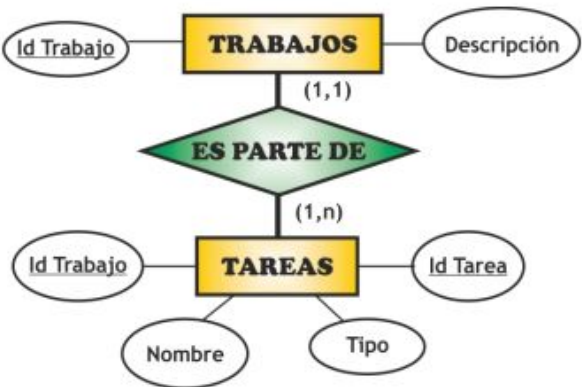 Id Trabajo
TRABAJOS
Descripción
(1,1)
ES PARTE DE
(1,n)
Id Trabajo
TAREAS
Id Tarea
Nombre
Tipo